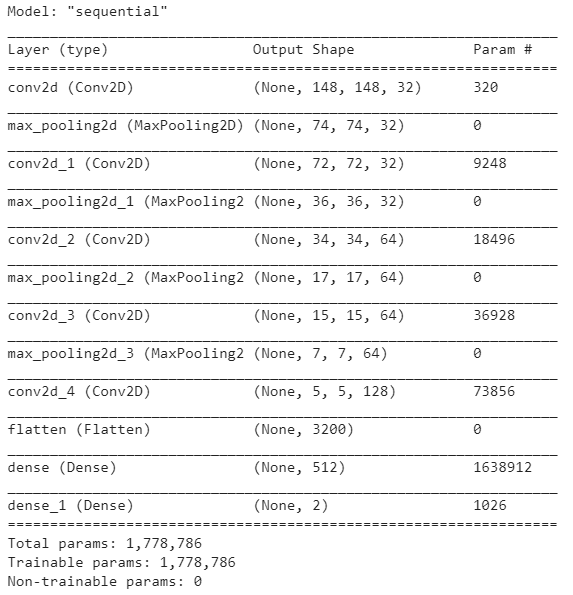 Model: "sequential"
Layer (type) Output Shape Param #
conv2d (Conv2D) (None, 148, 148, 32) 320
max_pooling2d (MaxPooling2D) (None, 74, 74, 32) 0
conv2d_1 (Conv2D) (None, 72, 72, 32) 9248
max_pooling2d_1 (MaxPooling2 (None, 36, 36, 32) 0
conv2d_2 (Conv2D) (None, 34, 34, 64) 18496
max_pooling2d_2 (MaxPooling2 (None, 17, 17, 64) 0
conv2d_3 (Conv2D) (None, 15, 15, 64) 36928
max_pooling2d_3 (MaxPooling2 (None, 7, 7, 64) 0
conv2d_4 (Conv2D) (None, 5, 5, 128) 73856
flatten (Flatten) (None, 3200) 0
dense (Dense) (None, 512) 1638912
dense_1 (Dense) (None, 2) 1026
Total params: 1,778,786
Trainable params: 1,778,786
Non-trainable params: 0